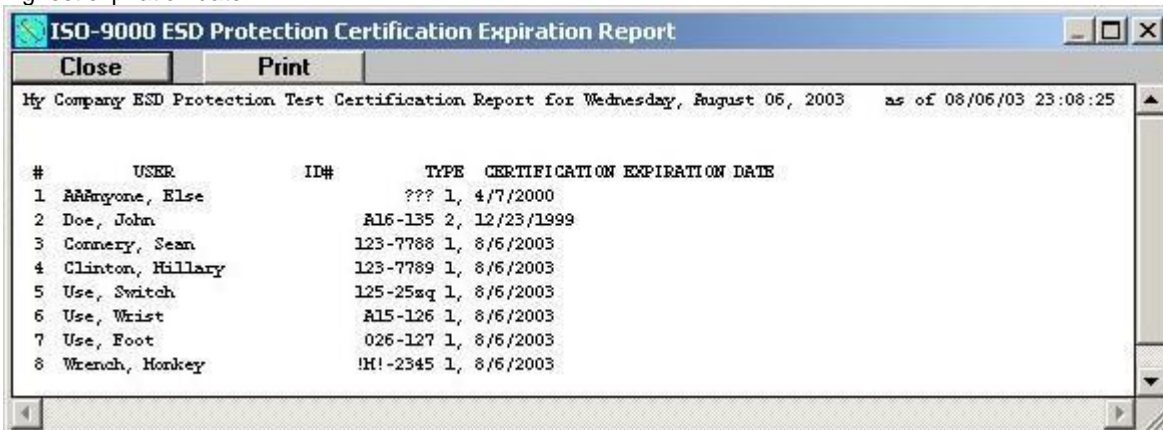 ISO-9000 ESD Protection Certification Expiration Report
Close Print
My Company ESD Protection Test Certification Report for Wednesday, August 06, 2003 as of 08/06/03 23:08:25
# USER ID# TYPE CERTIFICATION EXPIRATION DATE
1 AAAnyone, Else ??? 1, 4/7/2000
2 Doe, John A16-135 2, 12/23/1999
3 Connery, Sean 123-7788 1, 8/6/2003
4 Clinton, Hillary 123-7789 1, 8/6/2003
5 Use, Switch 125-25sq 1, 8/6/2003
6 Use, Wrist A15-126 1, 8/6/2003
7 Use, Foot 026-127 1, 8/6/2003
8 Wrench, Monkey !M!-2345 1, 8/6/2003